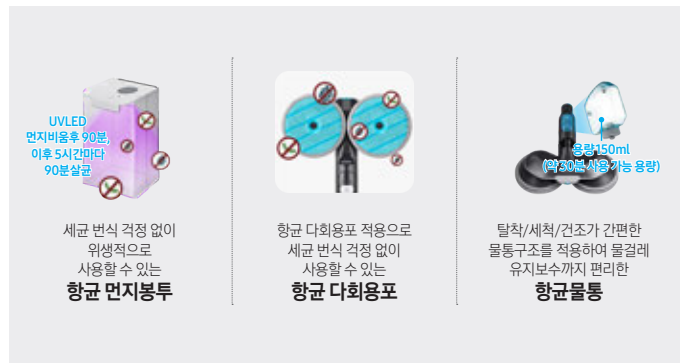 UVLED
먼지비움후 90분,
이후 5시간마다
90분살균
세균 번식 걱정 없이
위생적으로
사용할 수 있는
항균 먼지봉투
항균 다회용포 적용으로
세균 번식 걱정 없이
사용할 수 있는
항균 다회용포
용량150ml
(약 30분 사용 가능 용량)
탈착/세척/건조가 간편한
물통구조를 적용하여 물걸레
유지보수까지 편리한
항균물통